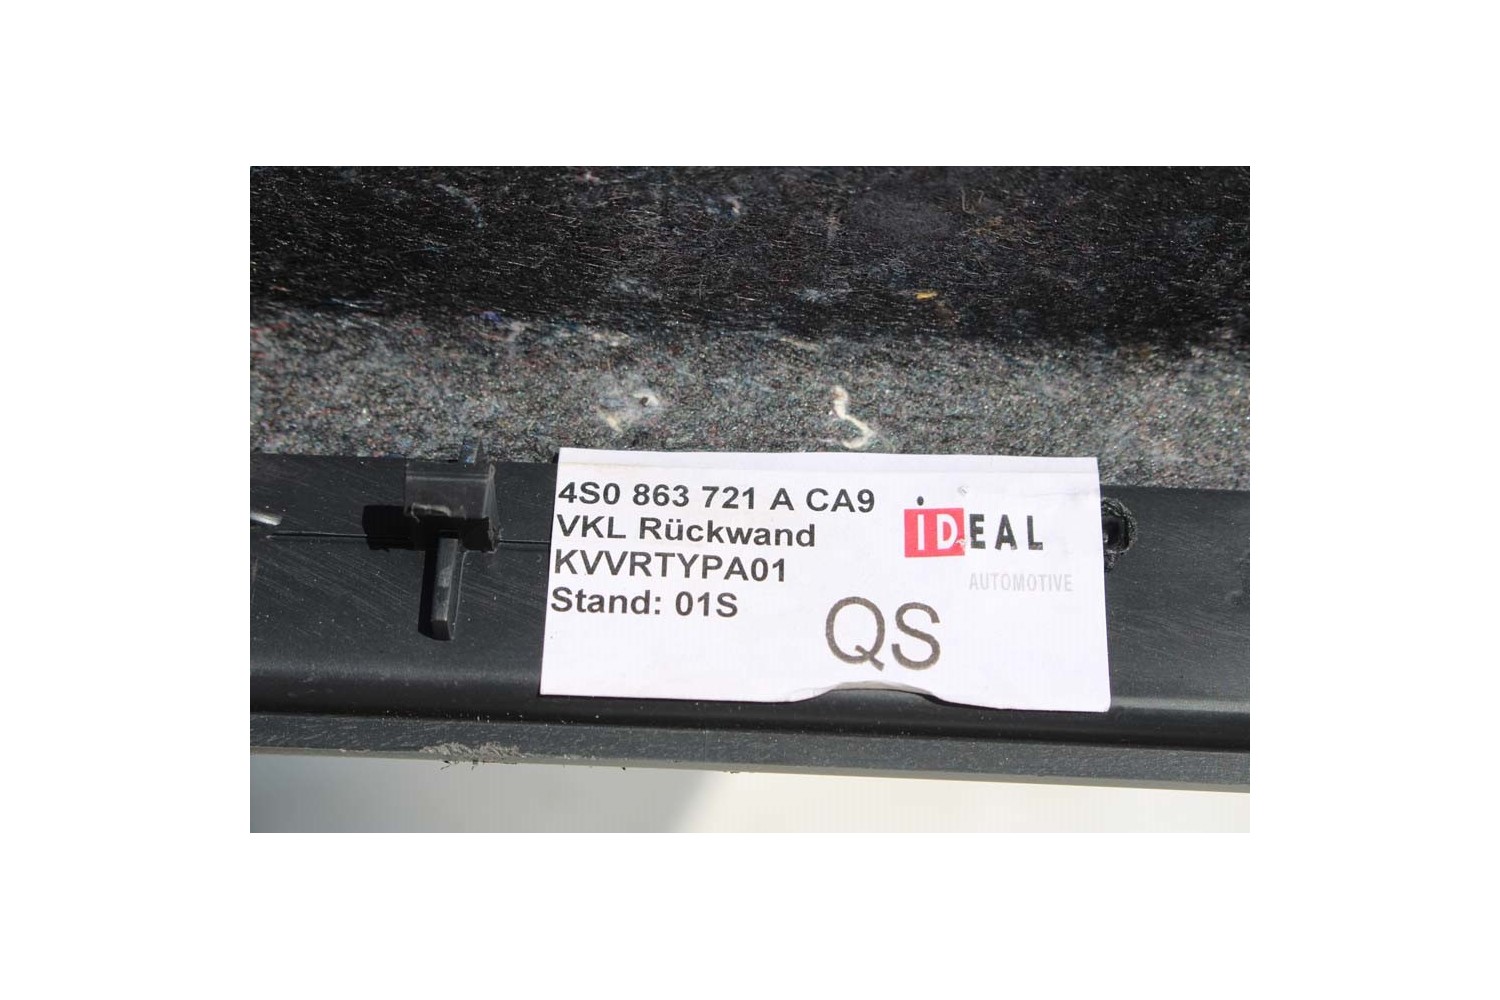 4S0 863 721 A CA9
VKL Rückwand
KVVRTYPA01
Stand: 01S
iDEAL
AUTOMOTIVE
QS